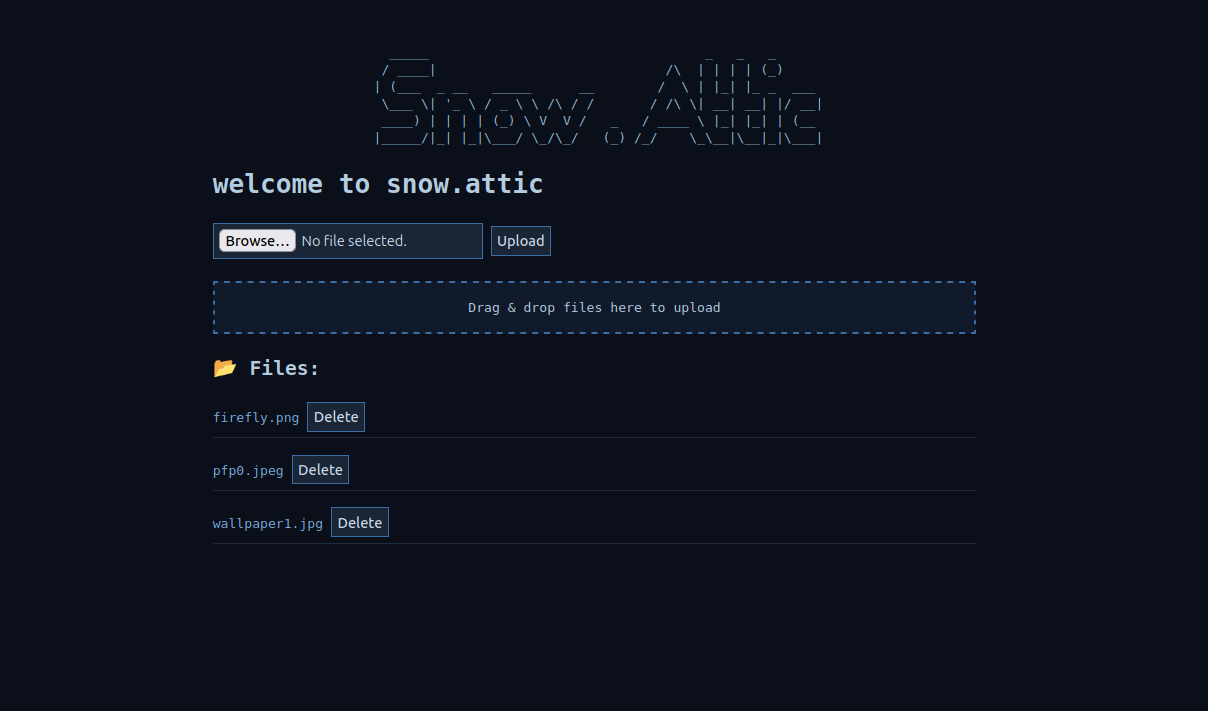 Snow.Attic
welcome to snow.attic
Browse... No file selected. Upload
Drag & drop files here to upload
📂 Files:
firefly.png Delete
pfp0.jpeg Delete
wallpaper1.jpg Delete